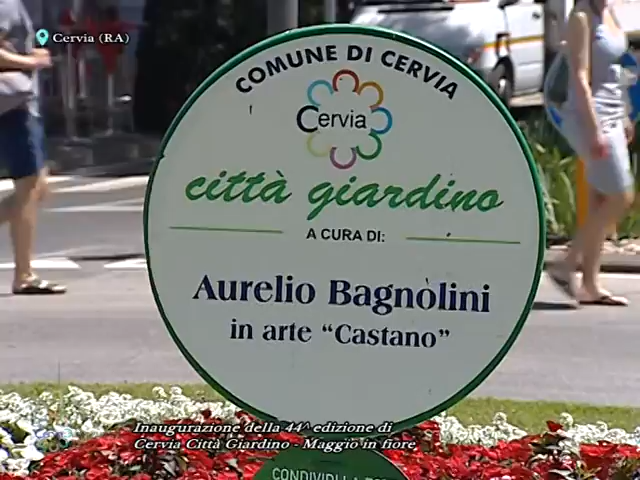 Cervia (RA)
COMUNE DI CERVIA
Cervia
città giardino
A CURA DI:
Aurelio Bagnolini
in arte “Castano”
Inaugurazione della 44^ edizione di
Cervia Città Giardino - Maggio in fiore
CONDIVIDI LA